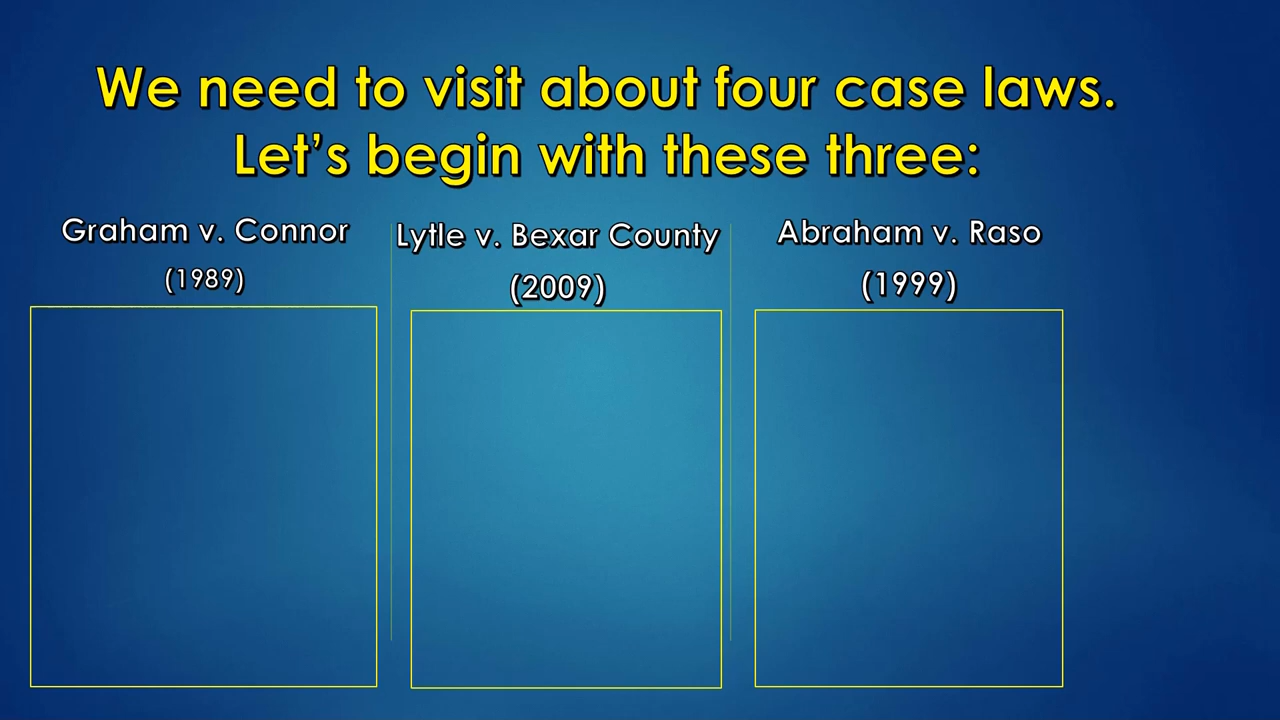 We need to visit about four case laws.
Let’s begin with these three:
Graham v. Connor
(1989)
Lytle v. Bexar County
(2009)
Abraham v. Raso
(1999)